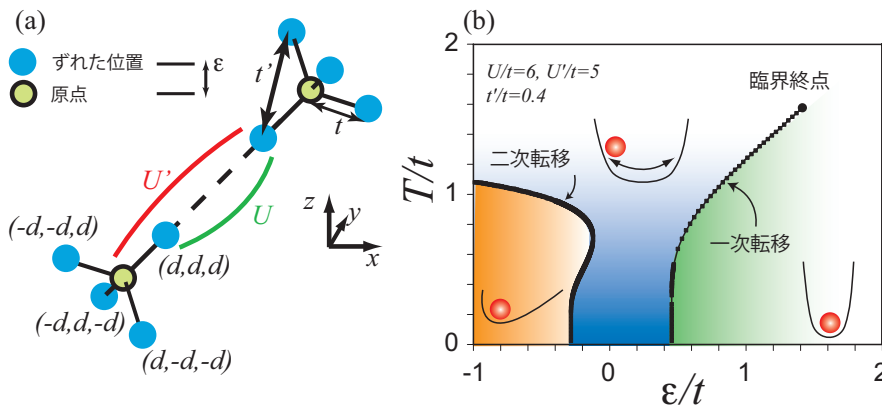 (a)
ずれた位置
原点
ε
t'
t
U'
U
z
y
x
(-d,-d,d)
(d,d,d)
(-d,d,-d)
(d,-d,-d)
(b)
U/t=6, U'/t=5
t'/t=0.4
臨界終点
二次転移
一次転移
T/t
2
1
0
-1
0
1
2
ε/t